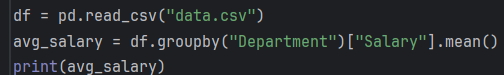 df = pd.read_csv("data.csv")
avg_salary = df.groupby("Department")["Salary"].mean()
print(avg_salary)